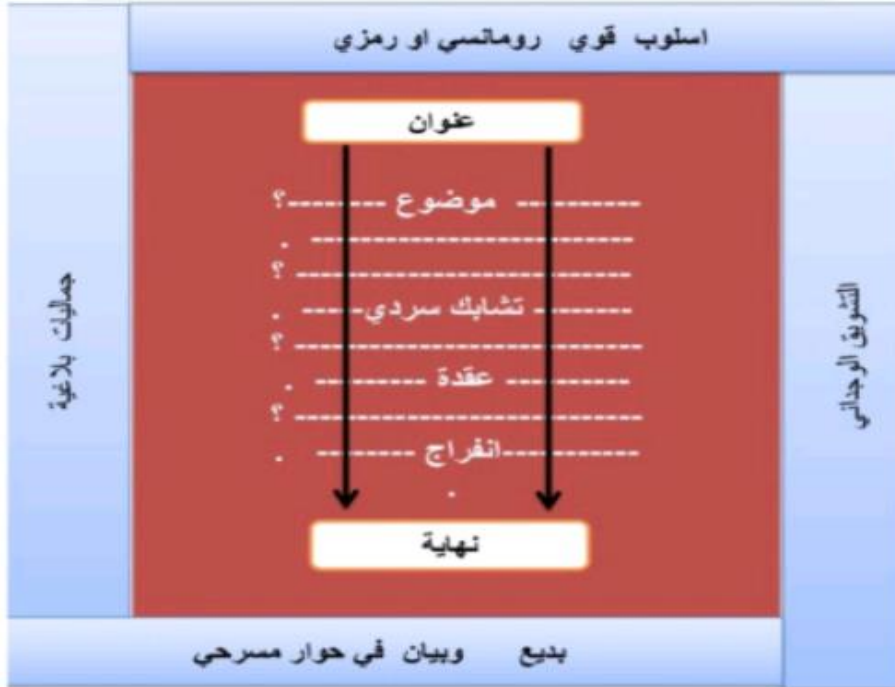 اسلوب قوي رومانسي او رمزي
عنوان
---------- موضوع --------؟
-------------------------- .
--------------------------- ؟
-------- تشابك سردي----- .
---------------------------- ؟
---------- عقدة --------- .
---------------------------- ؟
-----------انفراج -------- .
.
نهاية
التشويق الوجداني
جماليات بلاغية
بديع وبيان في حوار مسرحي